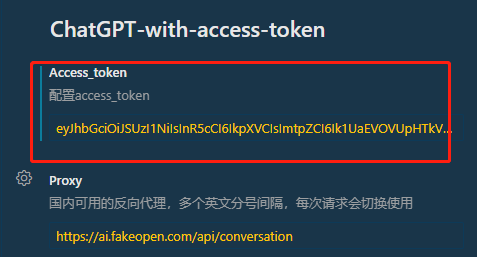 ChatGPT-with-access-token
Access_token
配置access_token
eyJhbGciOiJSUzI1NiIsInR5cCI6IkpXVCIsImtpZCI6Ik1UaEVOVUpHTkV...
Proxy
国内可用的反向代理，多个英文分号间隔，每次请求会切换使用
https://ai.fakeopen.com/api/conversation